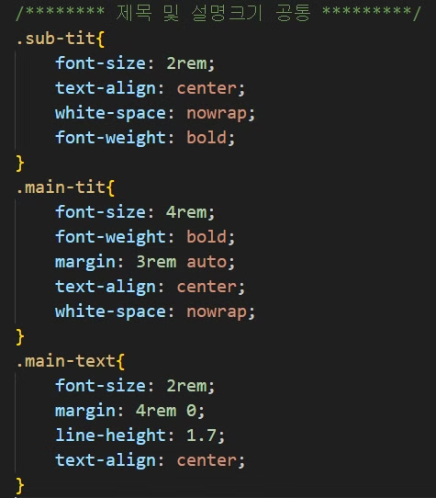 /******** 제목 및 설명크기 공통 *********/
.sub-tit{
    font-size: 2rem;
    text-align: center;
    white-space: nowrap;
    font-weight: bold;
}
.main-tit{
    font-size: 4rem;
    font-weight: bold;
    margin: 3rem auto;
    text-align: center;
    white-space: nowrap;
}
.main-text{
    font-size: 2rem;
    margin: 4rem 0;
    line-height: 1.7;
    text-align: center;
}